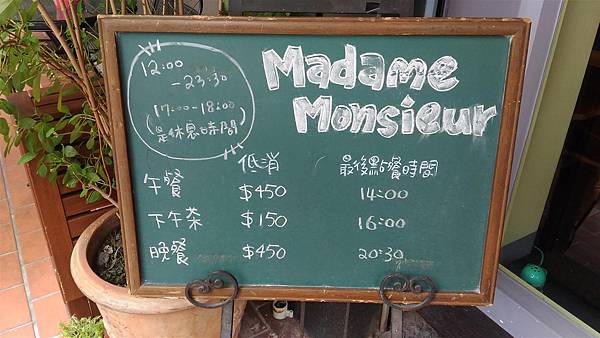 12:00
-23:30
17:00-18:00
(是休息時間)
Madame
Monsieur
低消 最後點餐時間
午餐 $450 14:00
下午茶 $150 16:00
晚餐 $450 20:30